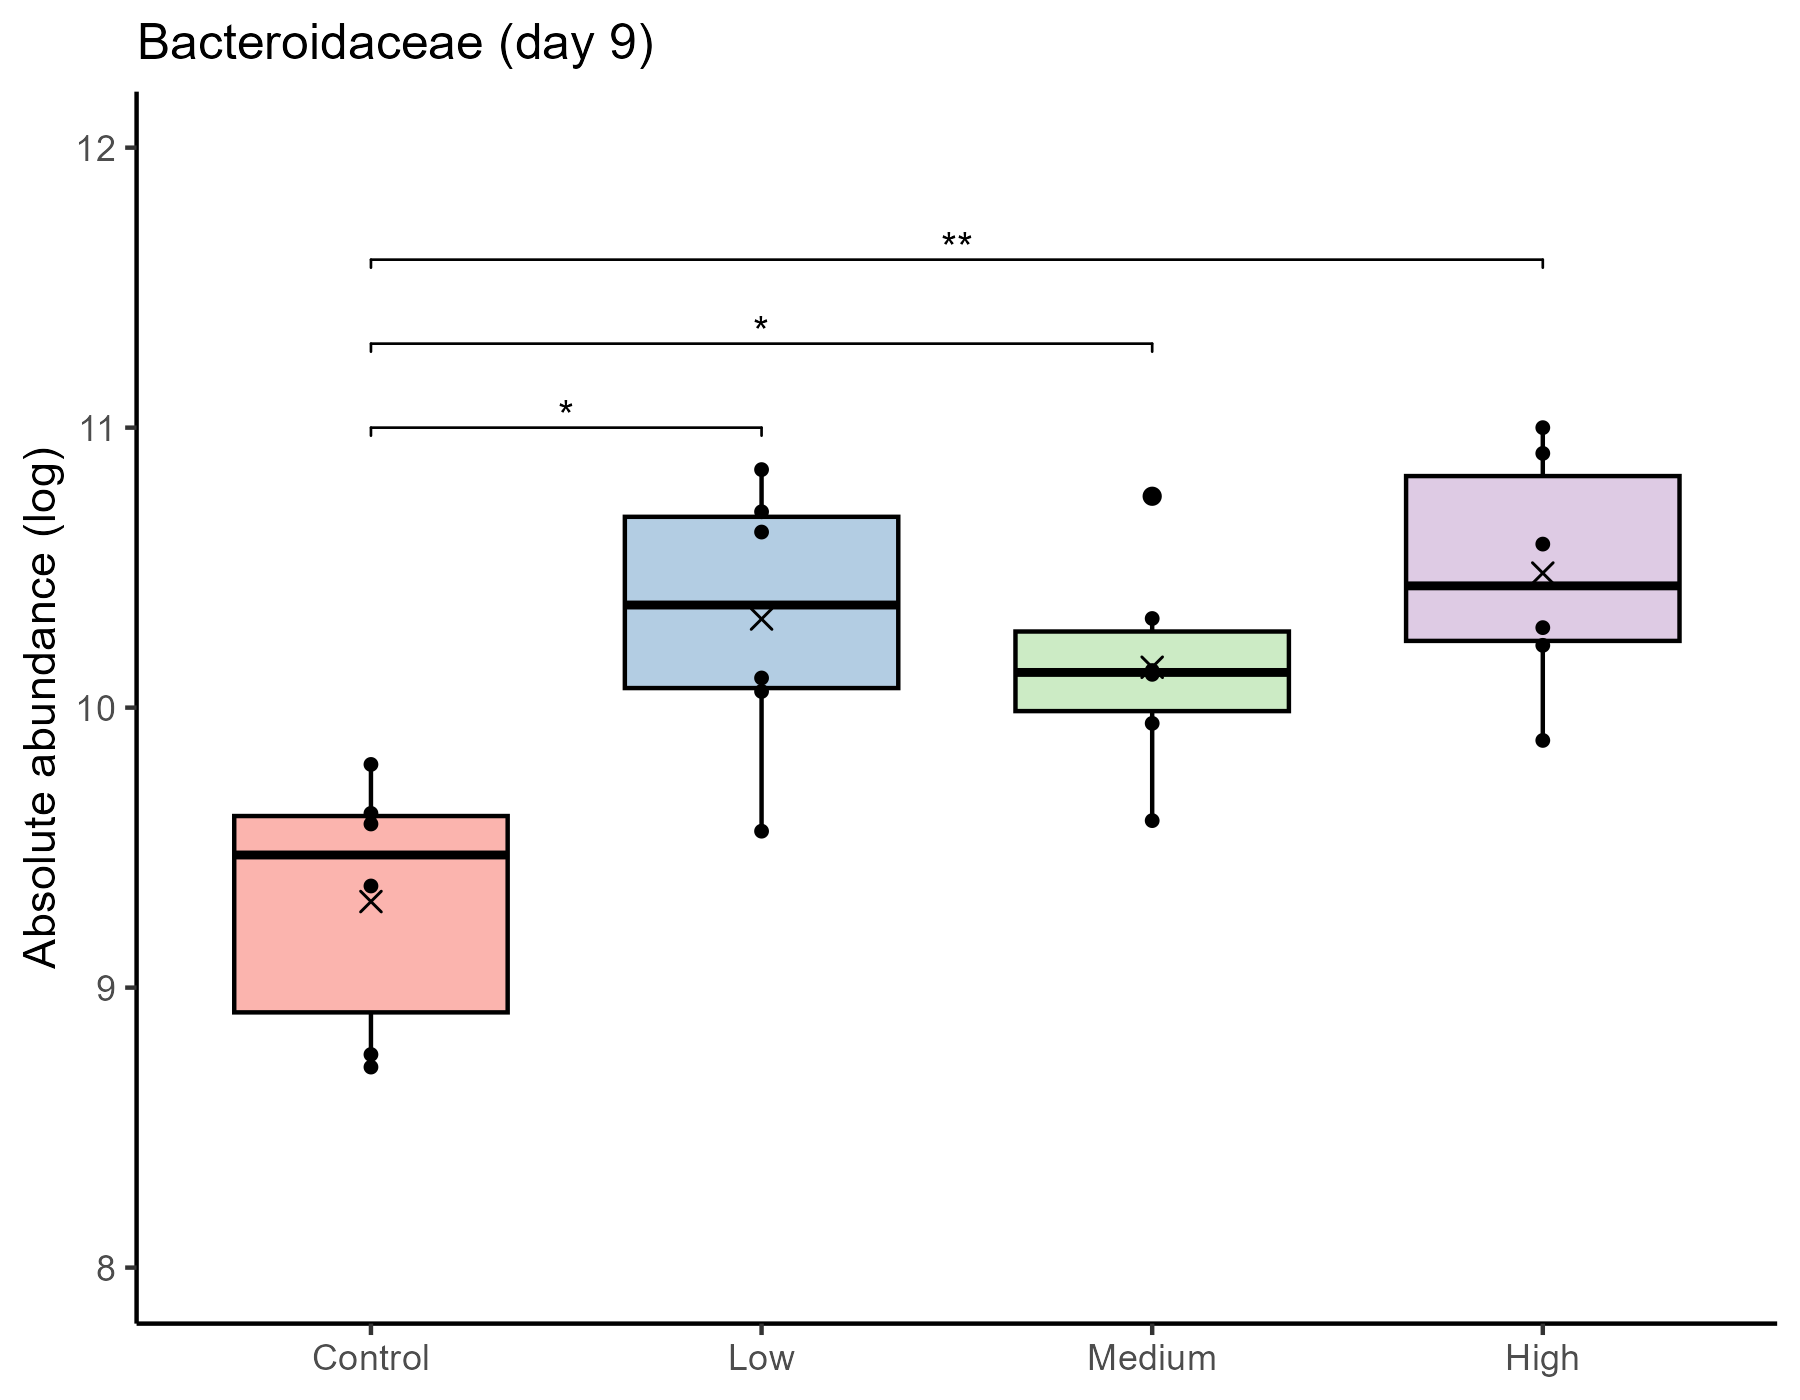 Bacteroidaceae (day 9)
Absolute abundance (log)
12
11
10
9
8
**
*
*
Control Low Medium High